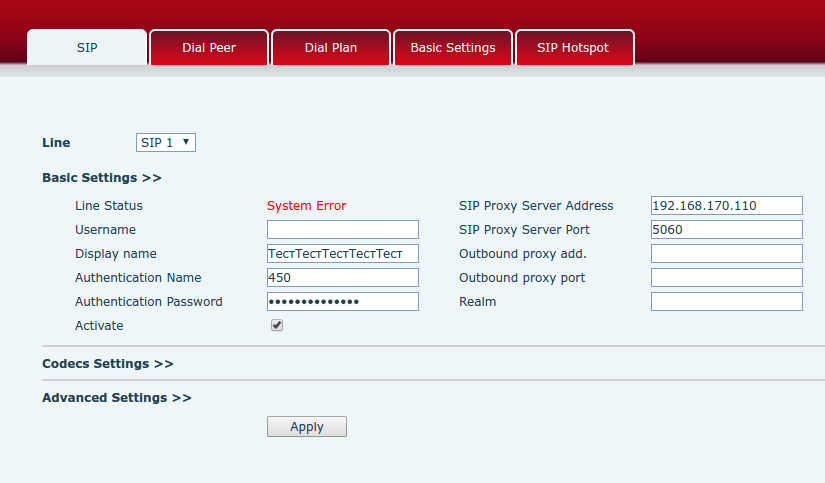 SIP Dial Peer Dial Plan Basic Settings SIP Hotspot
Line SIP 1
Basic Settings >>
Line Status System Error SIP Proxy Server Address 192.168.170.110
Username SIP Proxy Server Port 5060
Display name ТестТестТестТестТест Outbound proxy add.
Authentication Name 450 Outbound proxy port
Authentication Password •••••••••••••• Realm
Activate
Codecs Settings >>
Advanced Settings >>
Apply